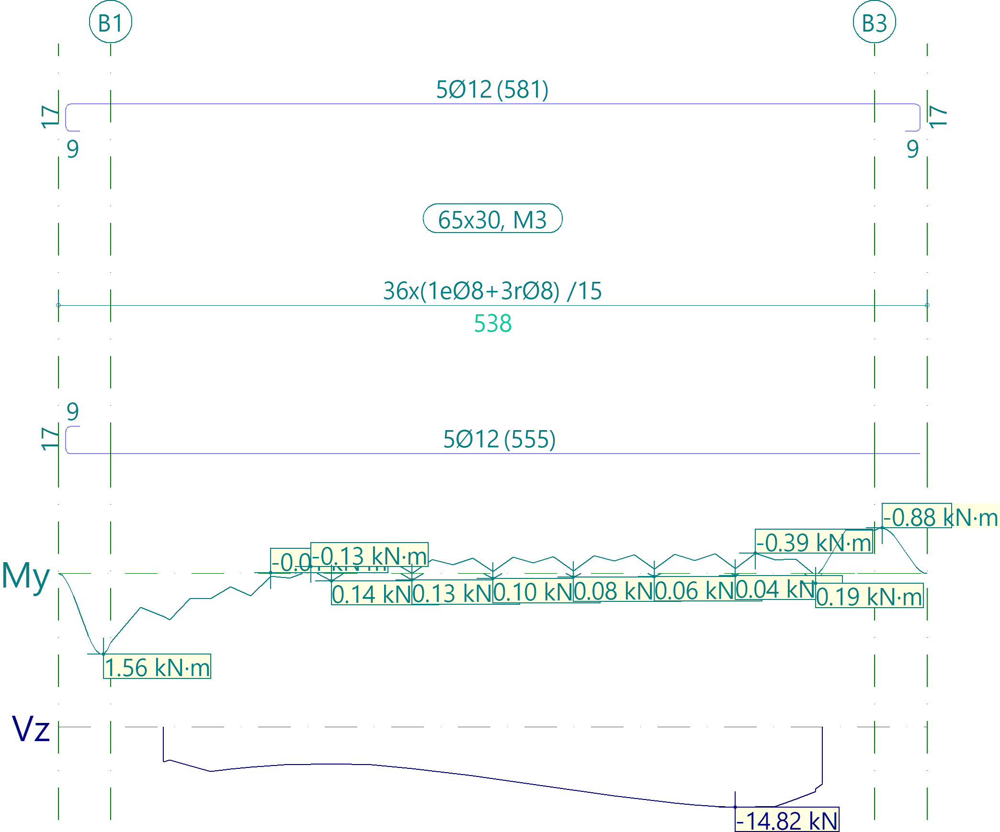 B1
B3
5Ø12 (581)
17
17
9
9
65x30, M3
36x(1eØ8+3rØ8) /15
538
9
17
5Ø12 (555)
-0.88 kN·m
-0.39 kN·m
-0.13 kN·m
My
0.14 kN
0.13 kN
0.10 kN
0.08 kN
0.06 kN
0.04 kN
0.19 kN·m
1.56 kN·m
Vz
-14.82 kN